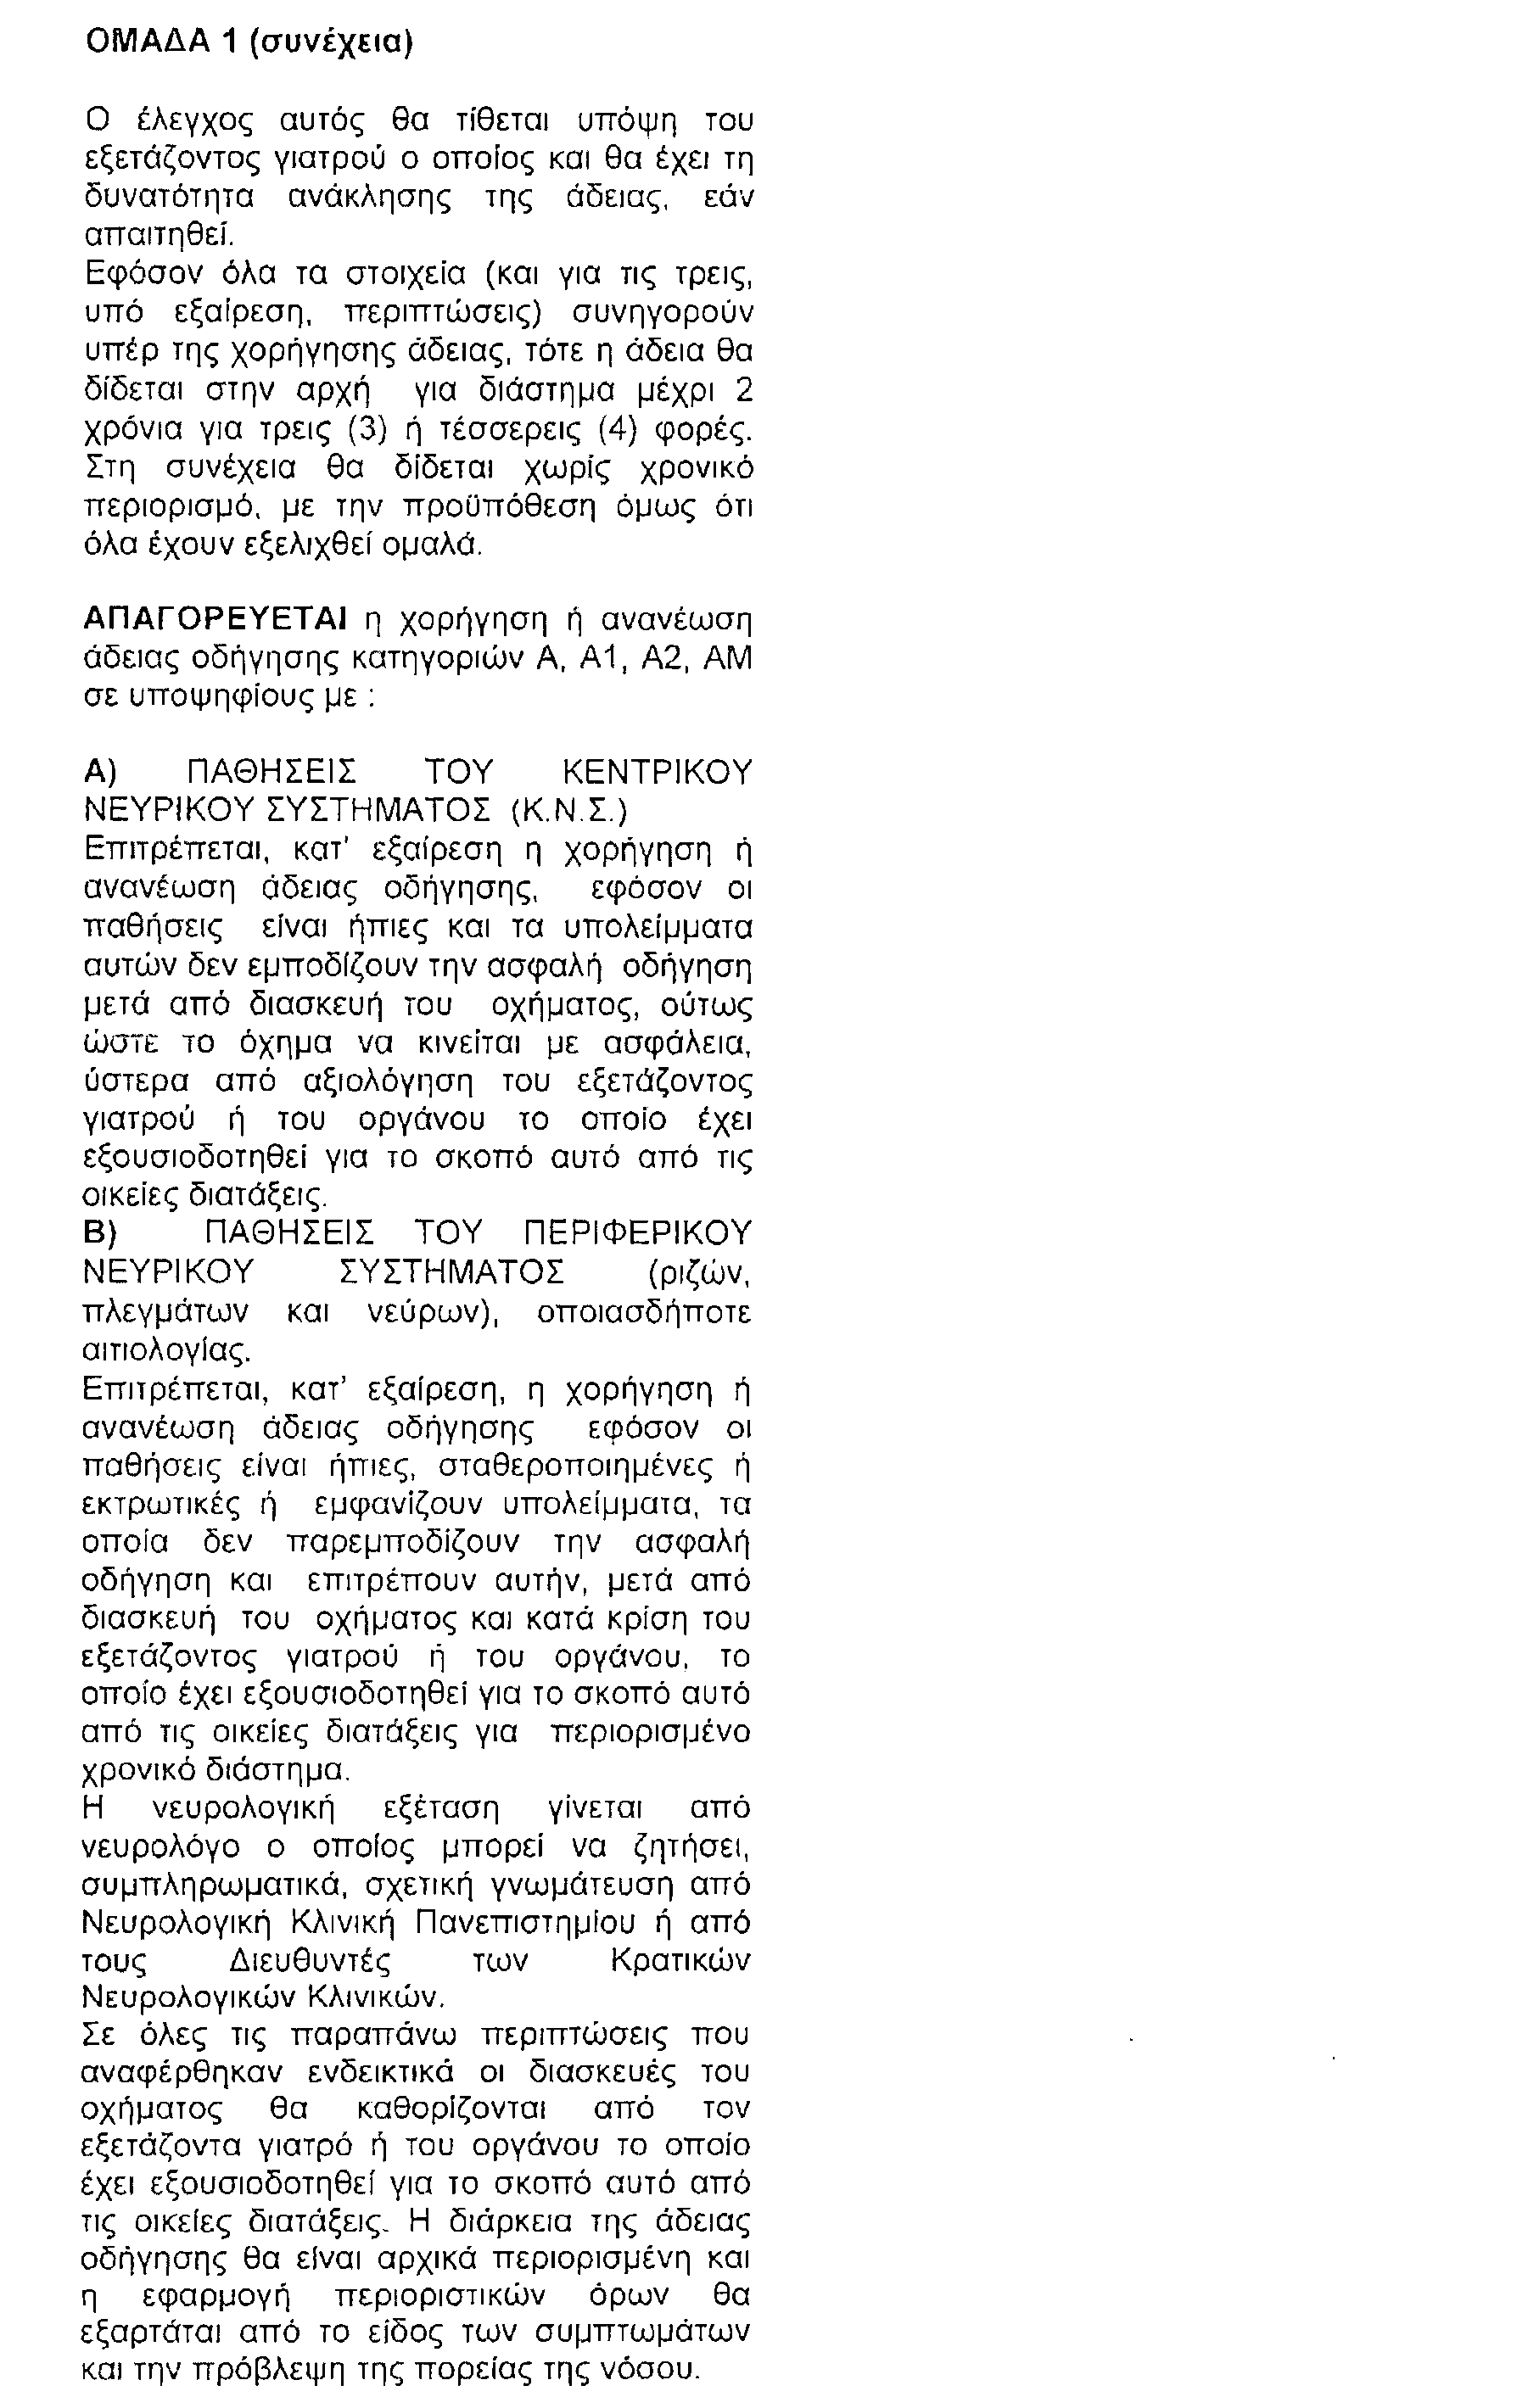 ΟΜΑΔΑ 1 (συνέχεια)
Ο έλεγχος αυτός θα τίθεται υπόψη του
εξετάζοντος γιατρού ο οποίος και θα έχει τη
δυνατότητα ανάκλησης της άδειας, εάν
απαιτηθεί.
Εφόσον όλα τα στοιχεία (και για τις τρεις,
υπό εξαίρεση, περιπτώσεις) συνηγορούν
υπέρ της χορήγησης άδειας, τότε η άδεια θα
δίδεται στην αρχή για διάστημα μέχρι 2
χρόνια για τρεις (3) ή τέσσερεις (4) φορές.
Στη συνέχεια θα δίδεται χωρίς χρονικό
περιορισμό, με την προϋπόθεση όμως ότι
όλα έχουν εξελιχθεί ομαλά.
ΑΠΑΓΟΡΕΥΕΤΑΙ η χορήγηση ή ανανέωση
άδειας οδήγησης κατηγοριών Α, Α1, Α2, ΑΜ
σε υποψηφίους με :
Α) ΠΑΘΗΣΕΙΣ ΤΟΥ ΚΕΝΤΡΙΚΟΥ
ΝΕΥΡΙΚΟΥ ΣΥΣΤΗΜΑΤΟΣ (Κ.Ν.Σ.)
Επιτρέπεται, κατ' εξαίρεση η χορήγηση ή
ανανέωση άδειας οδήγησης, εφόσον οι
παθήσεις είναι ήπιες και τα υπολείμματα
αυτών δεν εμποδίζουν την ασφαλή οδήγηση
μετά από διασκευή του οχήματος, ούτως
ώστε το όχημα να κινείται με ασφάλεια,
ύστερα από αξιολόγηση του εξετάζοντος
γιατρού ή του οργάνου το οποίο έχει
εξουσιοδοτηθεί για το σκοπό αυτό από τις
οικείες διατάξεις.
Β) ΠΑΘΗΣΕΙΣ ΤΟΥ ΠΕΡΙΦΕΡΙΚΟΥ
ΝΕΥΡΙΚΟΥ ΣΥΣΤΗΜΑΤΟΣ (ριζών,
πλεγμάτων και νεύρων), οποιασδήποτε
αιτιολογίας.
Επιτρέπεται, κατ' εξαίρεση, η χορήγηση ή
ανανέωση άδειας οδήγησης εφόσον οι
παθήσεις είναι ήπιες, σταθεροποιημένες ή
εκτρωτικές ή εμφανίζουν υπολείμματα, τα
οποία δεν παρεμποδίζουν την ασφαλή
οδήγηση και επιτρέπουν αυτήν, μετά από
διασκευή του οχήματος και κατά κρίση του
εξετάζοντος γιατρού ή του οργάνου, το
οποίο έχει εξουσιοδοτηθεί για το σκοπό αυτό
από τις οικείες διατάξεις για περιορισμένο
χρονικό διάστημα.
Η νευρολογική εξέταση γίνεται από
νευρολόγο ο οποίος μπορεί να ζητήσει,
συμπληρωματικά, σχετική γνωμάτευση από
Νευρολογική Κλινική Πανεπιστημίου ή από
τους Διευθυντές των Κρατικών
Νευρολογικών Κλινικών.
Σε όλες τις παραπάνω περιπτώσεις που
αναφέρθηκαν ενδεικτικά οι διασκευές του
οχήματος θα καθορίζονται από τον
εξετάζοντα γιατρό ή του οργάνου το οποίο
έχει εξουσιοδοτηθεί για το σκοπό αυτό από
τις οικείες διατάξεις. Η διάρκεια της άδειας
οδήγησης θα είναι αρχικά περιορισμένη και
η εφαρμογή περιοριστικών όρων θα
εξαρτάται από το είδος των συμπτωμάτων
και την πρόβλεψη της πορείας της νόσου.